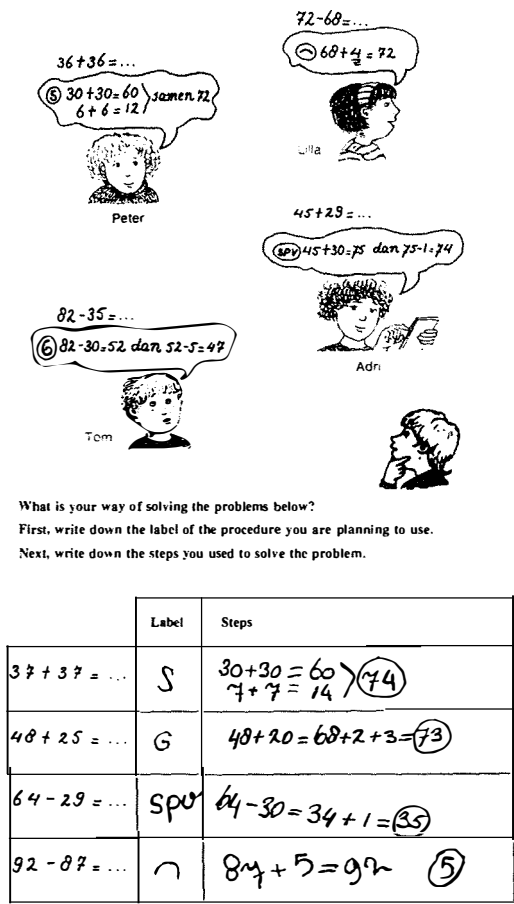 36+36=...
Ⓢ 30+30=60
6+6=12 ⟩ samen 72
Peter
72-68=...
⌒ 68+4=72
Lilla
45+29=...
SPV 45+30=75 dan 75-1=74
Adri
82-35=...
Ⓖ 82-30=52 dan 52-5=47
Tom
What is your way of solving the problems below?
First, write down the label of the procedure you are planning to use.
Next, write down the steps you used to solve the problem.
Label Steps
37+37=... S 30+30=60
7+7=14 ⟩ 74
48+25=... G 48+20=68+2+3=73
64-29=... SPV 64-30=34+1=35
92-87=... ⌒ 87+5=92 5